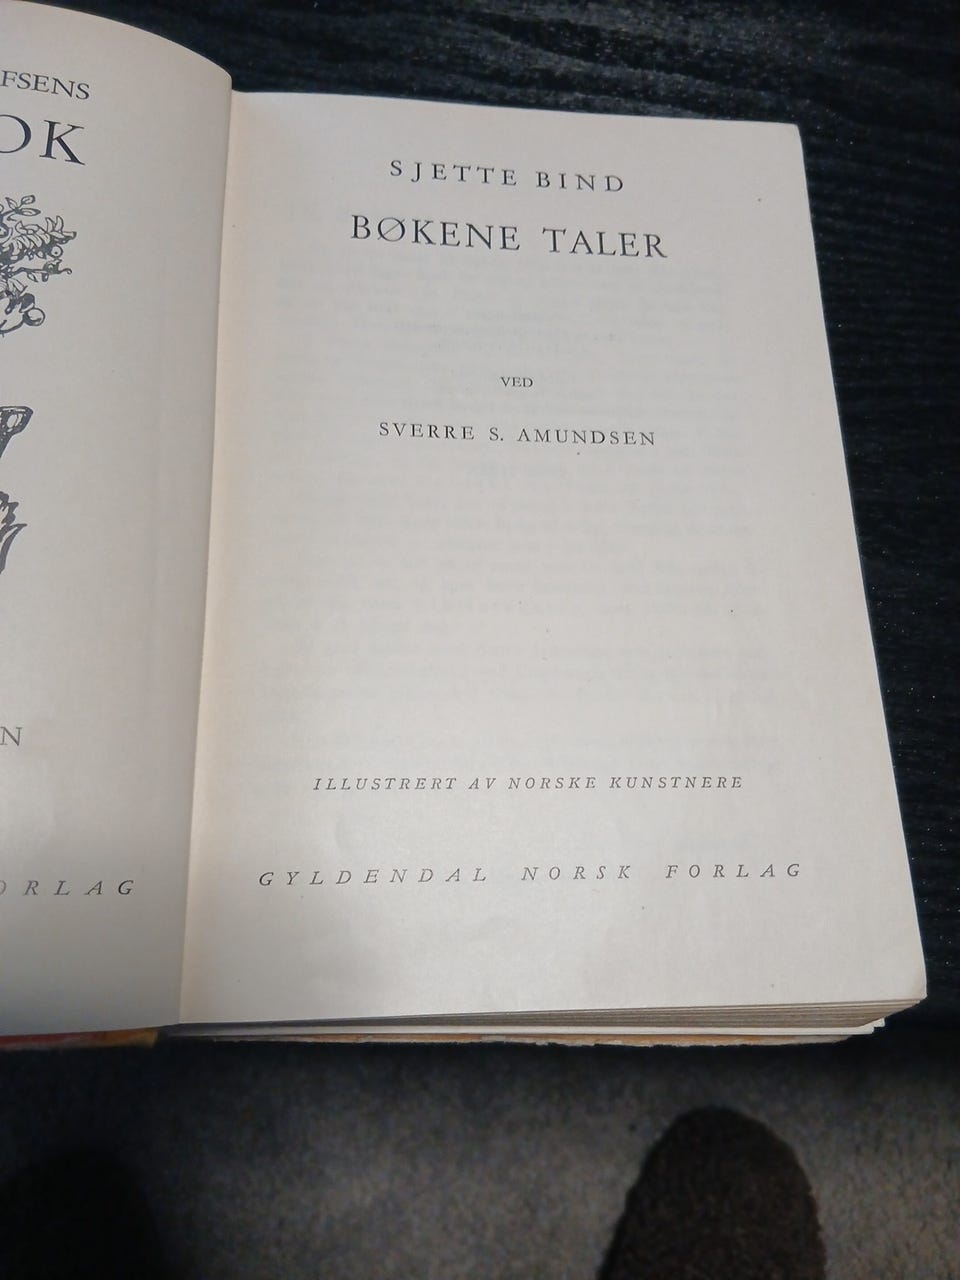 FSENS
OK
N
ORLAG
SJETTE BIND
BØKENE TALER
VED
SVERRE S. AMUNDSEN
ILLUSTRERT AV NORSKE KUNSTNERE
GYLDENDAL NORSK FORLAG